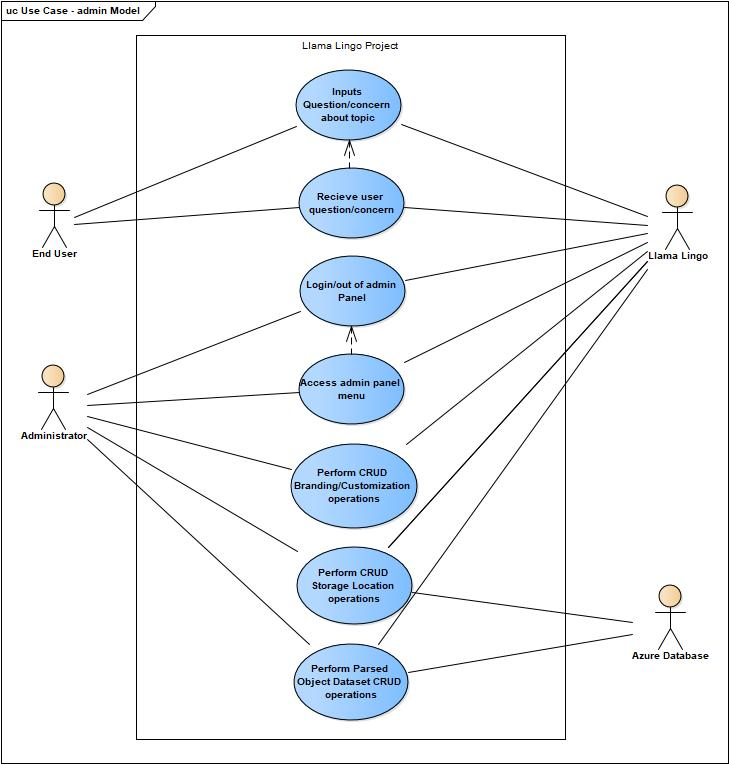 uc Use Case - admin Model
Llama Lingo Project
Inputs
Question/concern
about topic
Recieve user
question/concern
End User
Llama Lingo
Login/out of admin
Panel
Access admin panel
menu
Administrator
Perform CRUD
Branding/Customization
operations
Perform CRUD
Storage Location
operations
Azure Database
Perform Parsed
Object Dataset CRUD
operations